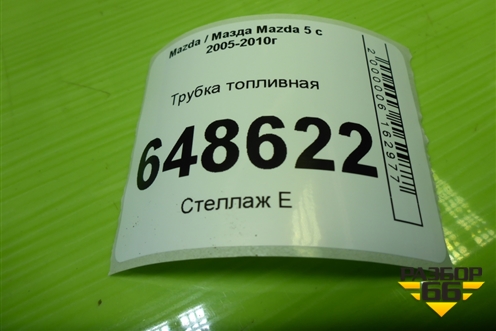 Mazda / Мазда Mazda 5 с
2005-2010г
Трубка топливная
648622
Стеллаж Е
2000006162977
РАЗБОР
66